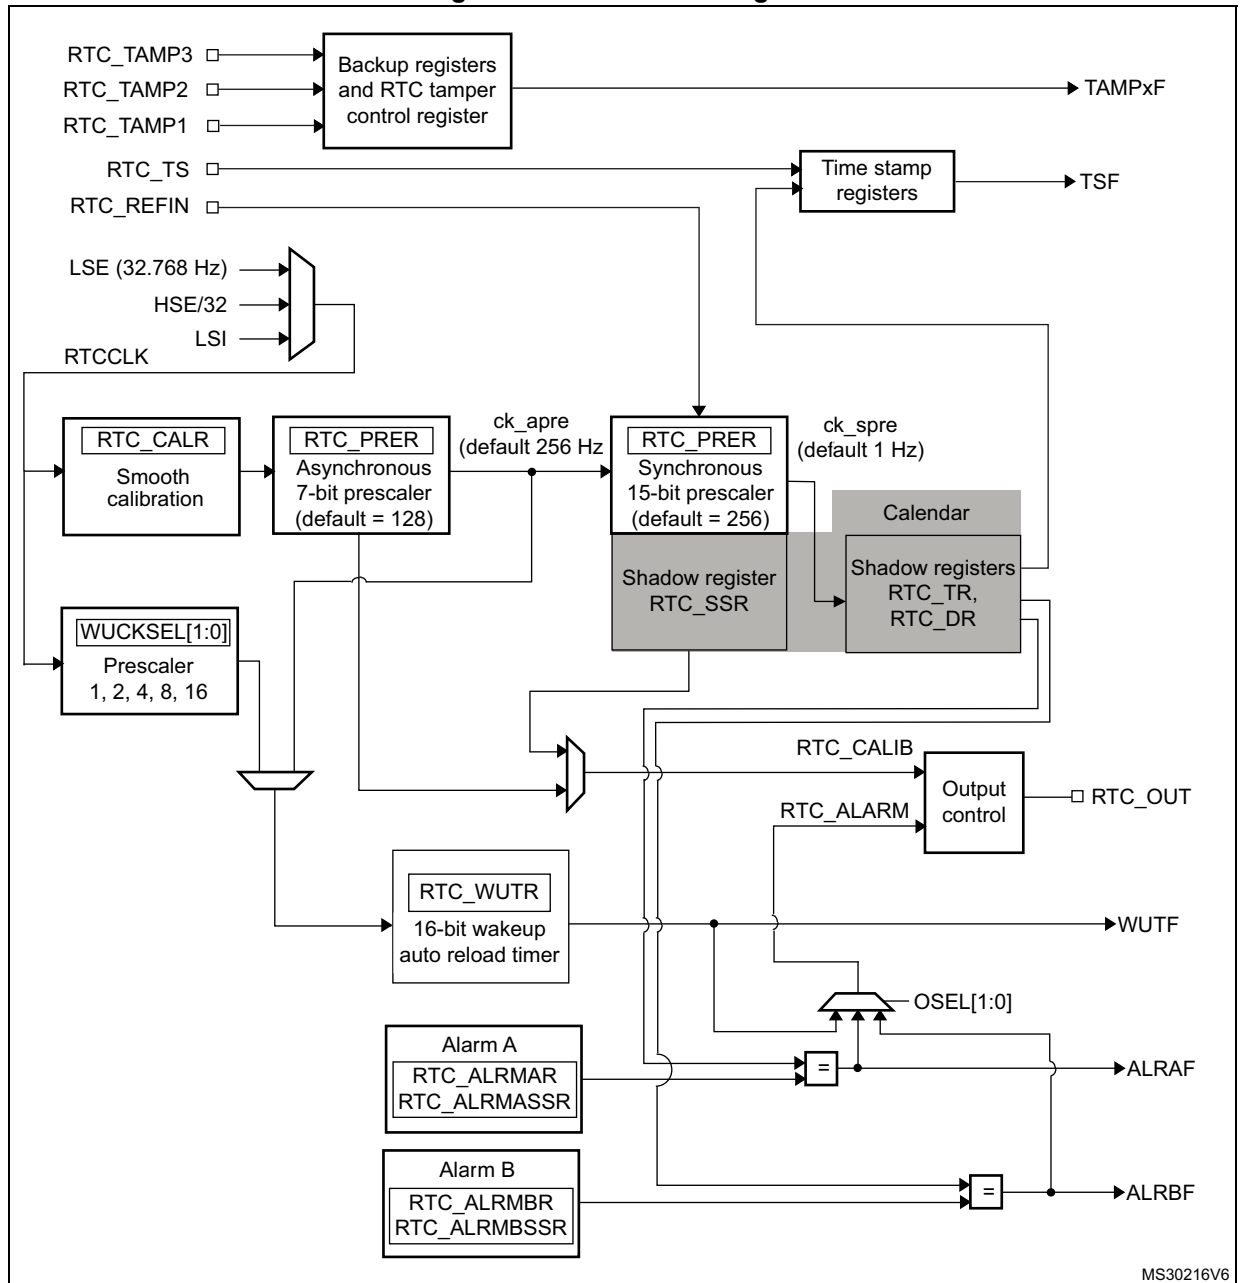 RTC_TAMP3
RTC_TAMP2
RTC_TAMP1
Backup registers
and RTC tamper
control register
TAMPxF
RTC_TS
RTC_REFIN
Time stamp
registers
TSF
LSE (32.768 Hz)
HSE/32
LSI
RTCCLK
RTC_CALR
Smooth
calibration
RTC_PRER
Asynchronous
7-bit prescaler
(default = 128)
ck_apre
(default 256 Hz
RTC_PRER
Synchronous
15-bit prescaler
(default = 256)
ck_spre
(default 1 Hz)
Calendar
Shadow register
RTC_SSR
Shadow registers
RTC_TR,
RTC_DR
WUCKSEL[1:0]
Prescaler
1, 2, 4, 8, 16
RTC_CALIB
RTC_ALARM
Output
control
RTC_OUT
RTC_WUTR
16-bit wakeup
auto reload timer
WUTF
OSEL[1:0]
Alarm A
RTC_ALRMAR
RTC_ALRMASSR
=
ALRAF
Alarm B
RTC_ALRMBR
RTC_ALRMBSSR
=
ALRBF
MS30216V6